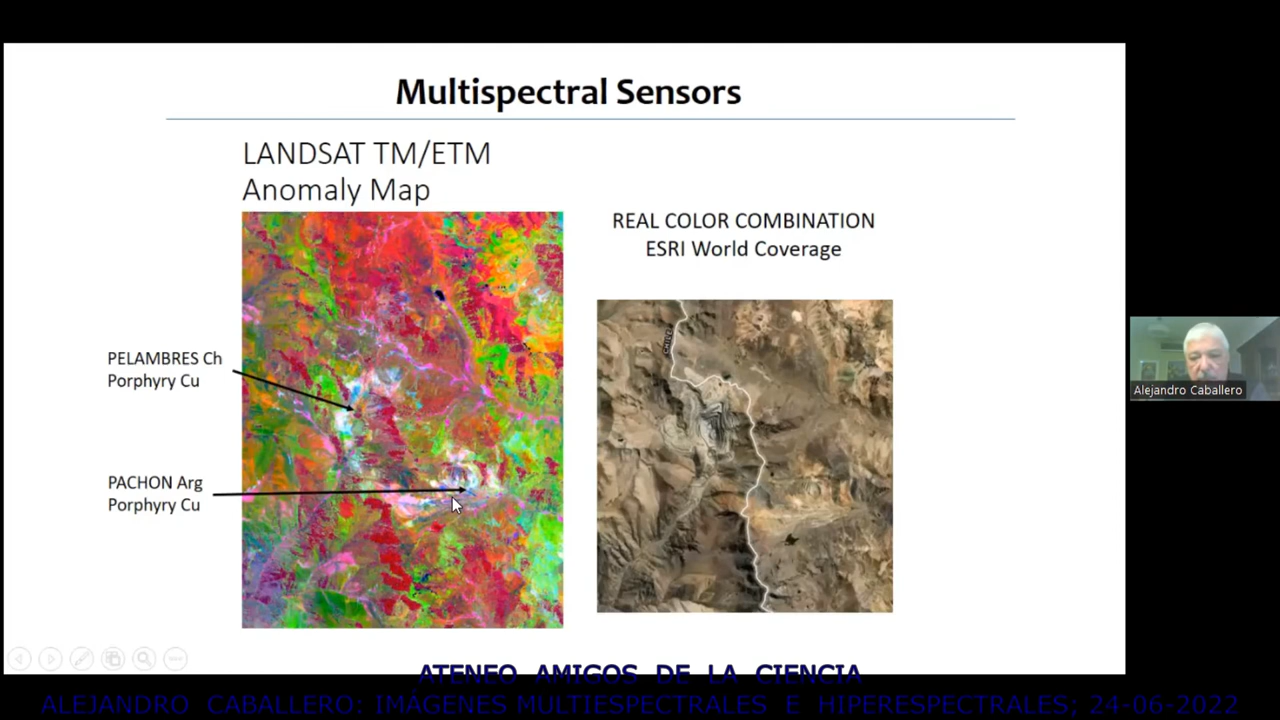 Multispectral Sensors
LANDSAT TM/ETM
Anomaly Map
REAL COLOR COMBINATION
ESRI World Coverage
PELAMBRES Ch
Porphyry Cu
PACHON Arg
Porphyry Cu
CHILE
Alejandro Caballero
ATENEO AMIGOS DE LA CIENCIA
ALEJANDRO CABALLERO: IMÁGENES MULTIESPECTRALES E HIPERESPECTRALES; 24-06-2022